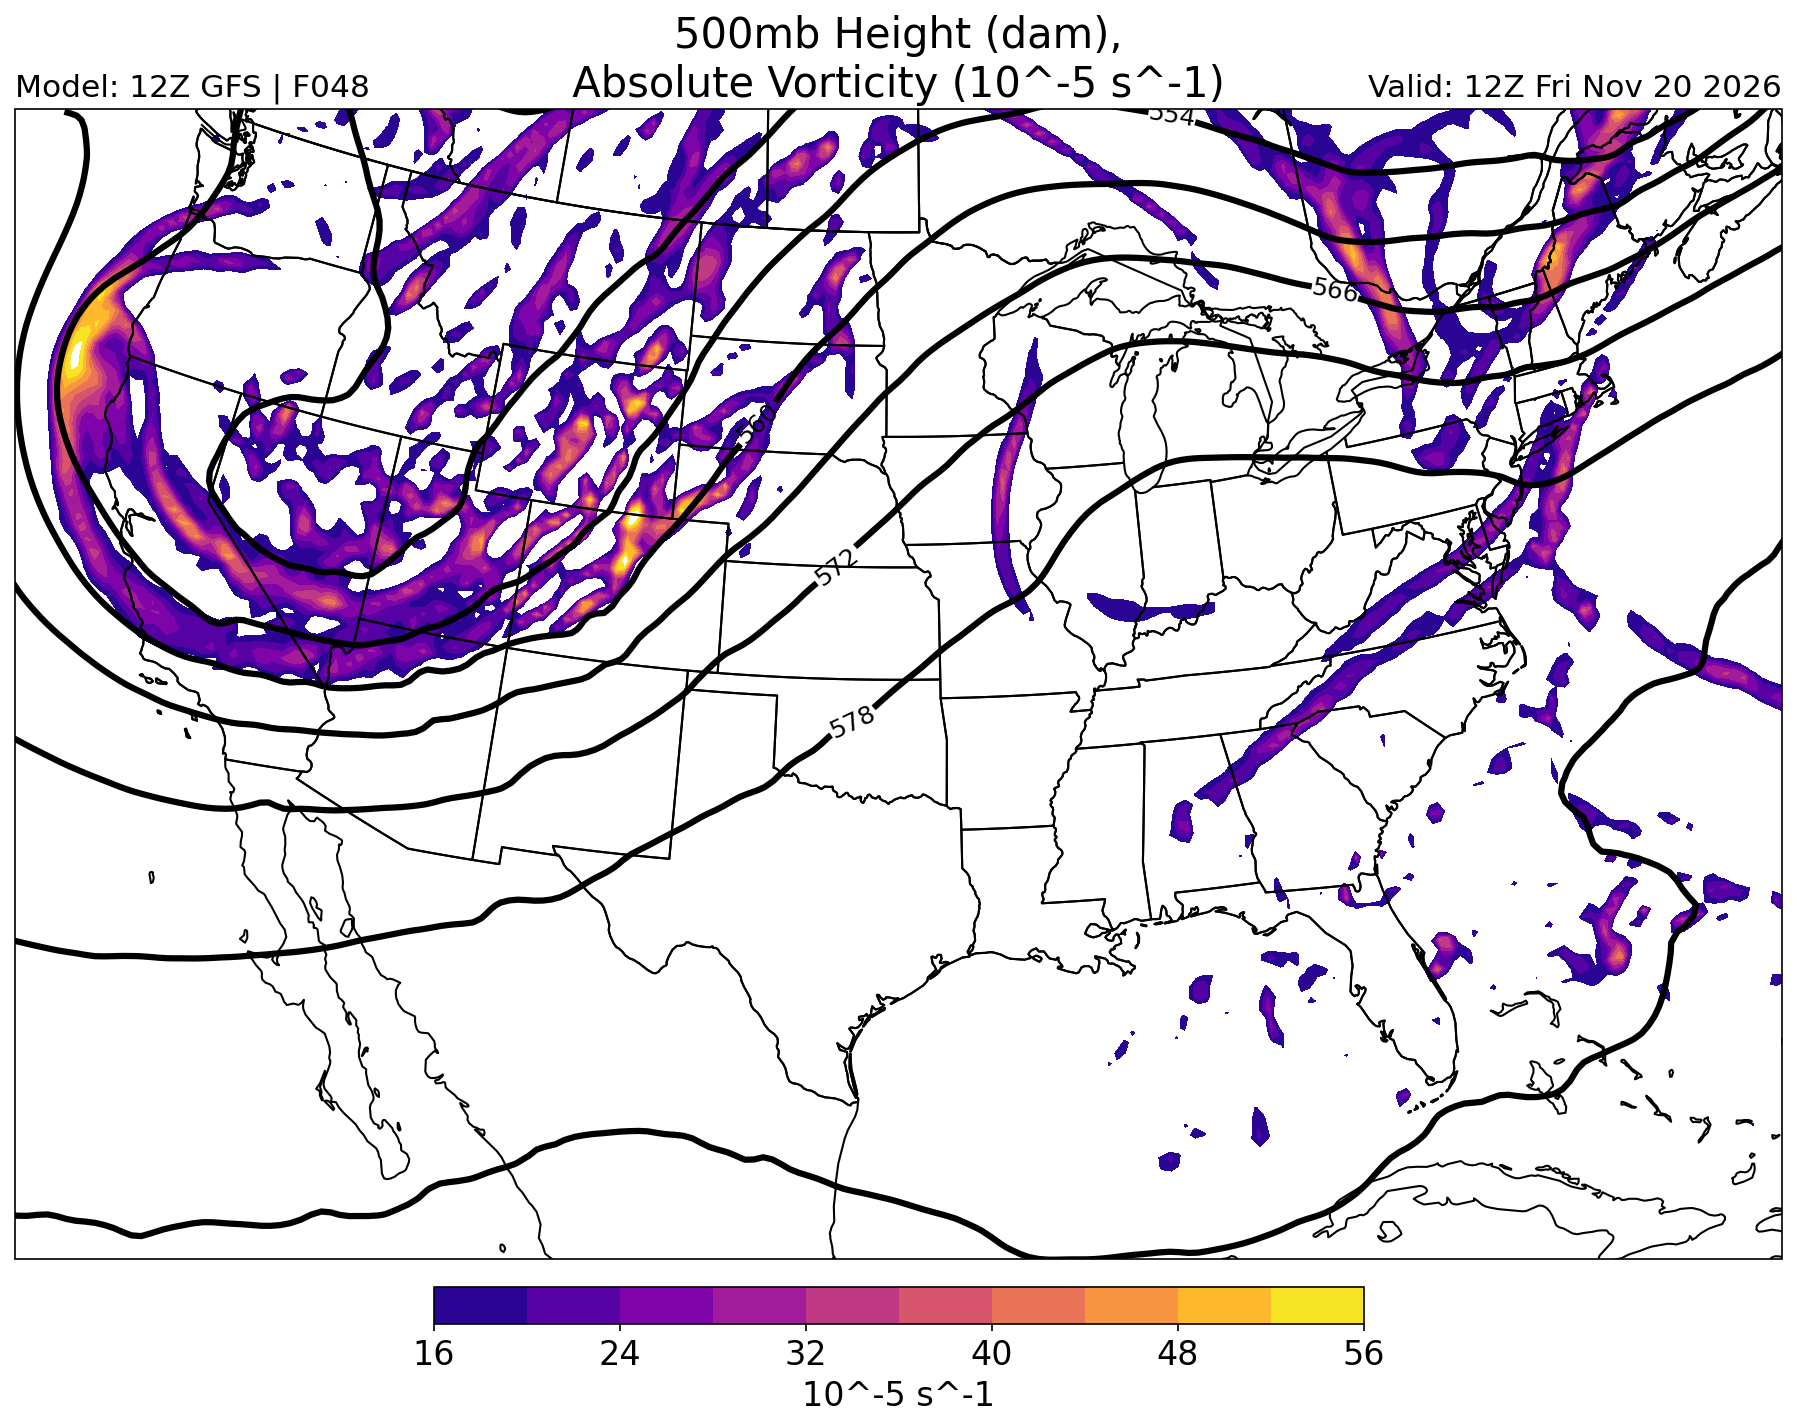 500mb Height (dam),
Absolute Vorticity (10^-5 s^-1)
Model: 12Z GFS | F048
Valid: 12Z Fri Nov 20 2026
554
566
560
572
578
16 24 32 40 48 56
10^-5 s^-1